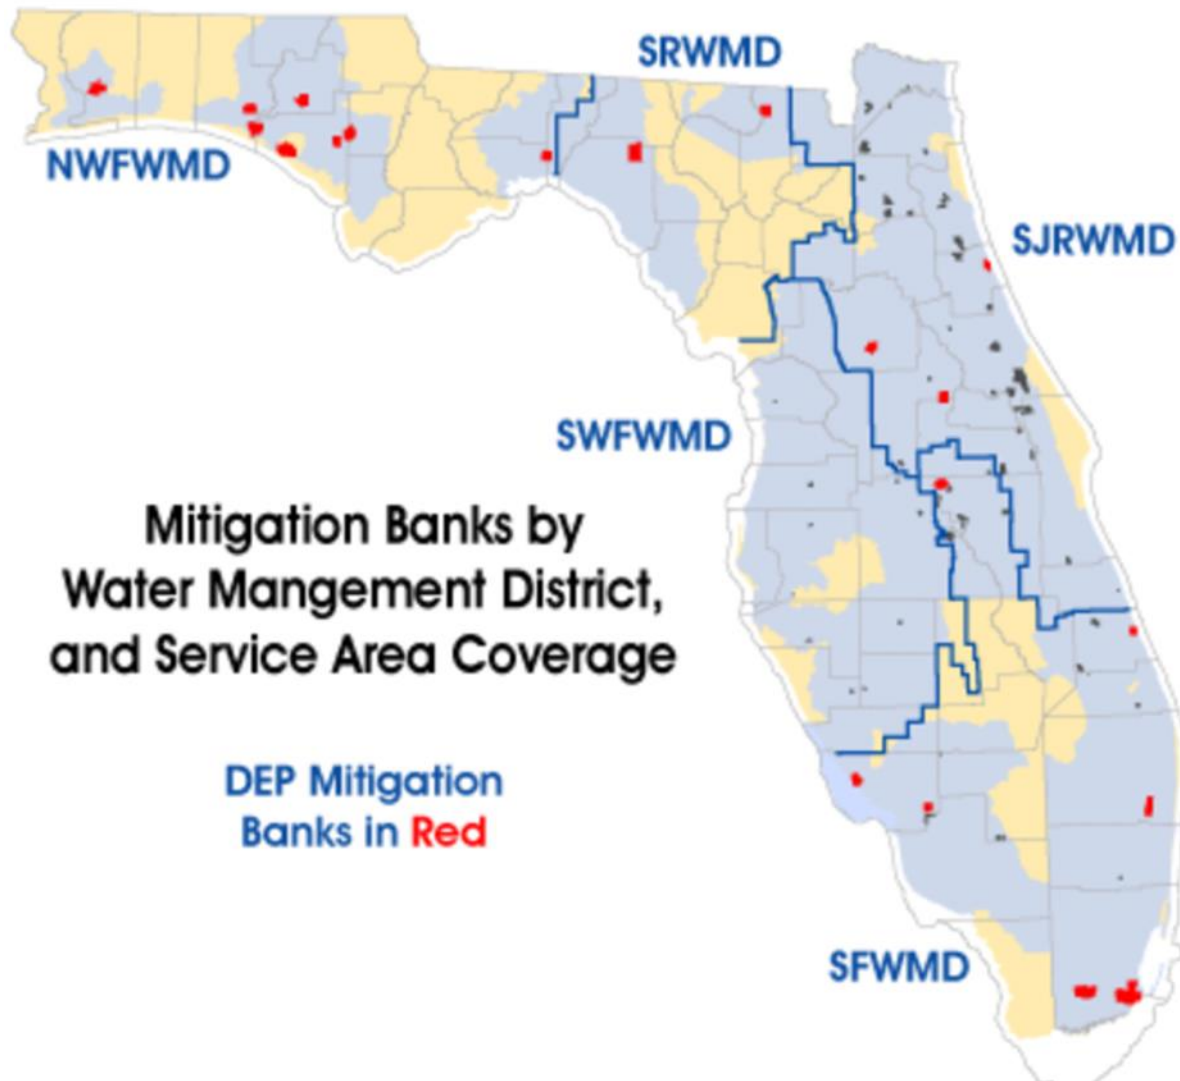 SRWMD
NWFWMD
SJRWMD
SWFWMD
Mitigation Banks by
Water Mangement District,
and Service Area Coverage
DEP Mitigation
Banks in Red
SFWMD